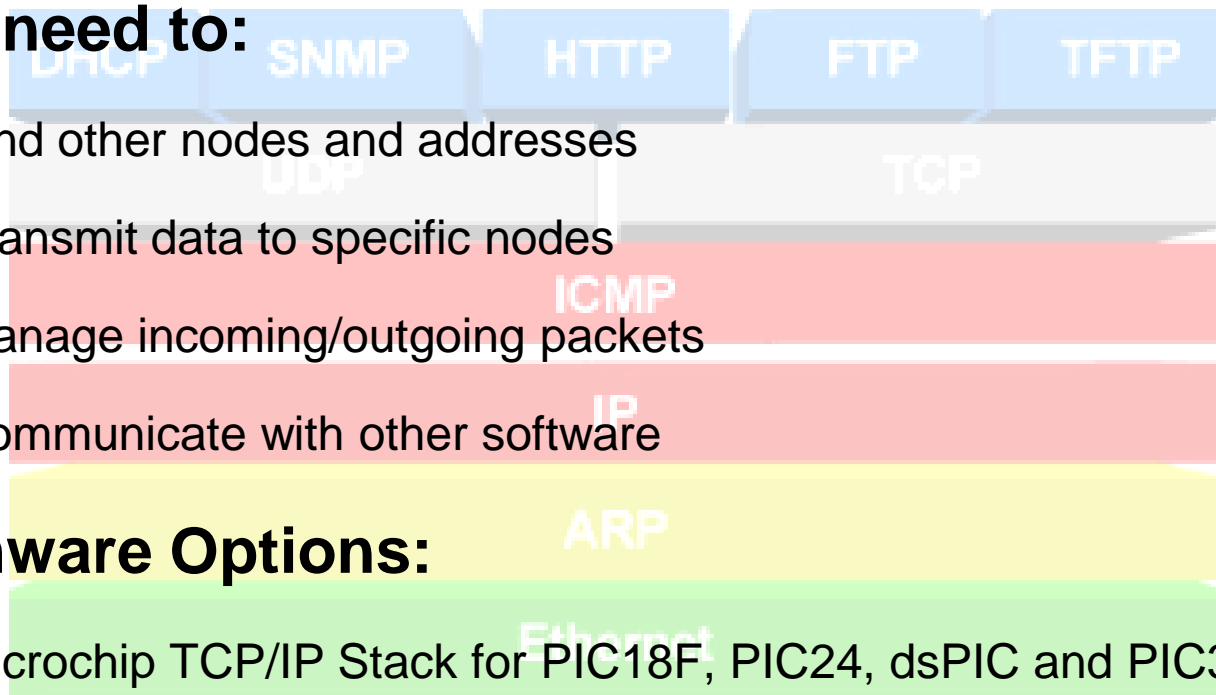 need to:
DHCP SNMP HTTP FTP TFTP
nd other nodes and addresses
UDP TCP
ansmit data to specific nodes
ICMP
anage incoming/outgoing packets
IP
ommunicate with other software
ARP
ware Options:
Ethernet
crochip TCP/IP Stack for PIC18F, PIC24, dsPIC and PIC3